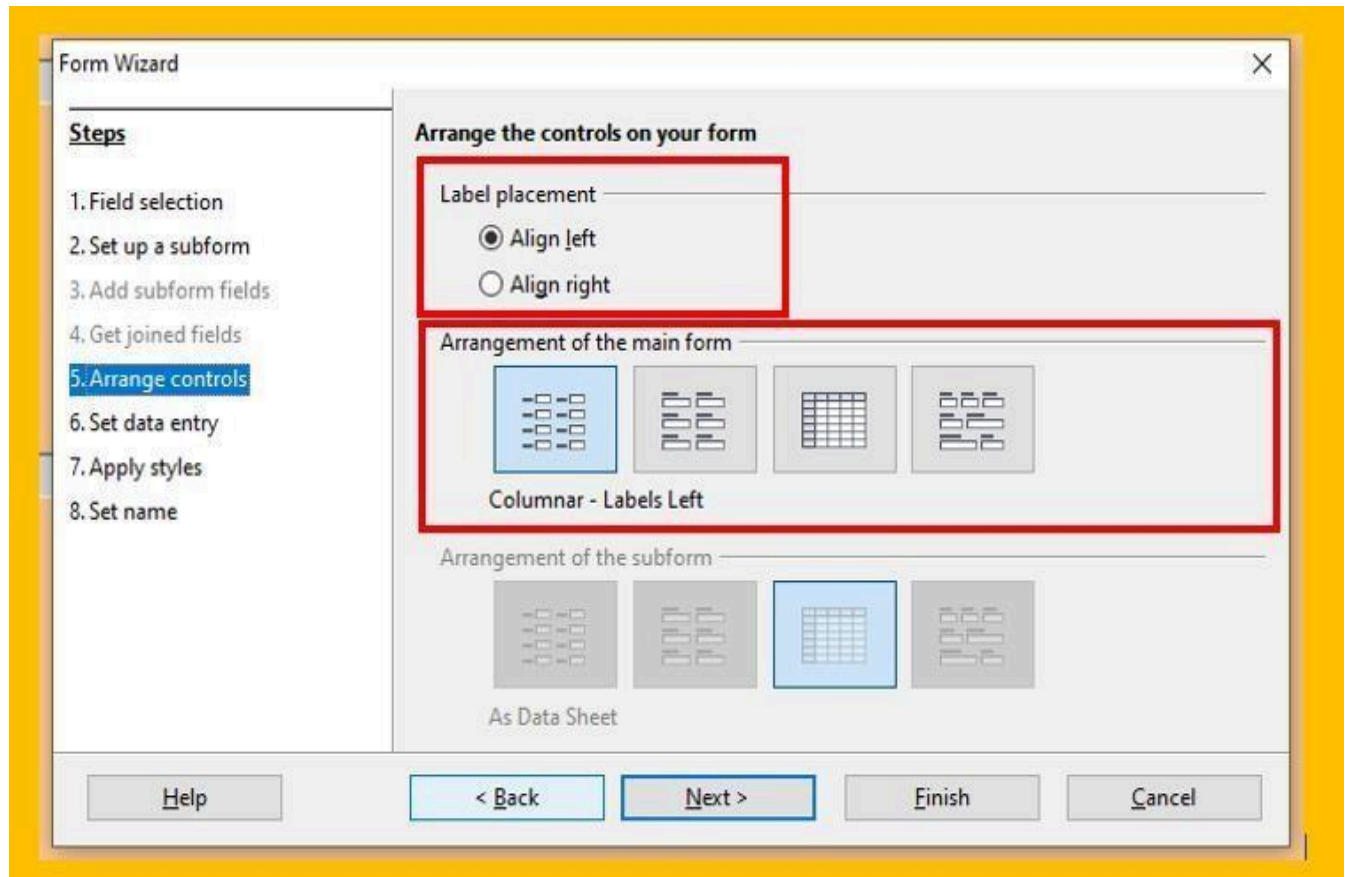 Form Wizard
Steps
1. Field selection
2. Set up a subform
3. Add subform fields
4. Get joined fields
5. Arrange controls
6. Set data entry
7. Apply styles
8. Set name
Arrange the controls on your form
Label placement
Align left
Align right
Arrangement of the main form
Columnar - Labels Left
Arrangement of the subform
As Data Sheet
Help
< Back
Next >
Finish
Cancel